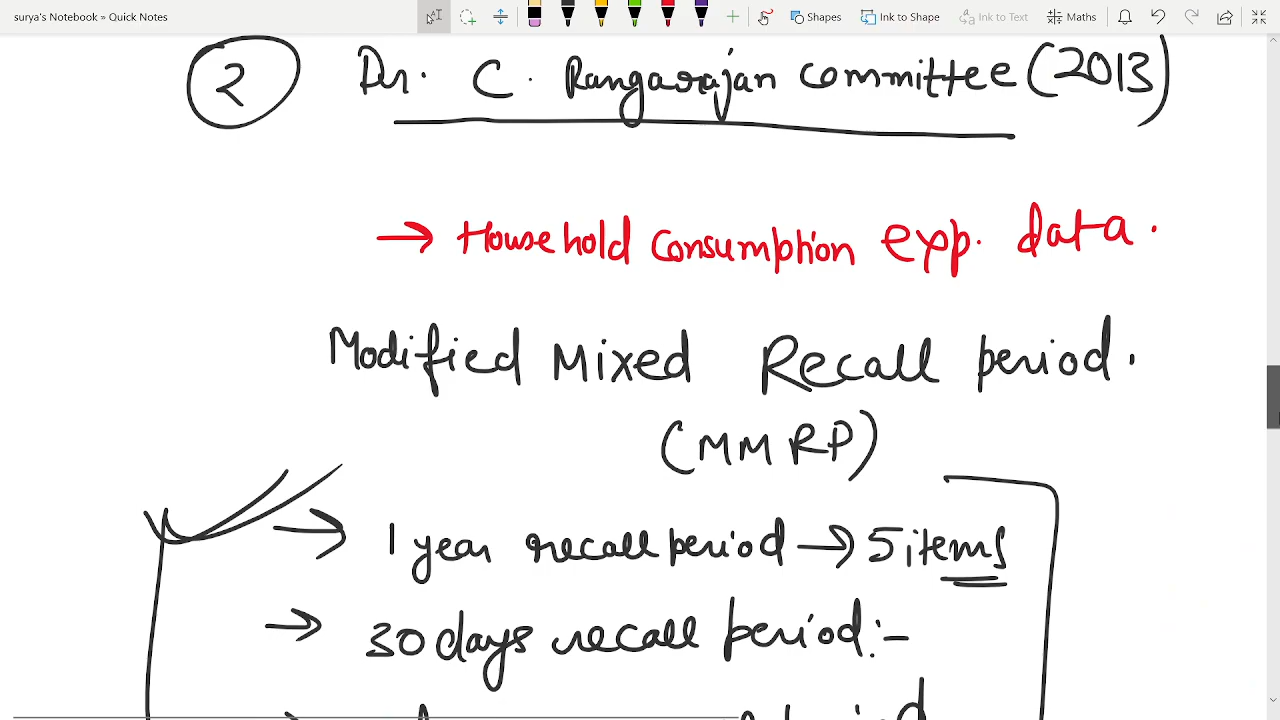 surya's Notebook » Quick Notes
Shapes
Ink to Shape
Ink to Text
Maths
2 Dr. C. Rangarajan committee (2013)
→ Household consumption exp. data.
Modified Mixed Recall period.
(MMRP)
→ 1 year recall period → 5 items
→ 30 days recall period :-